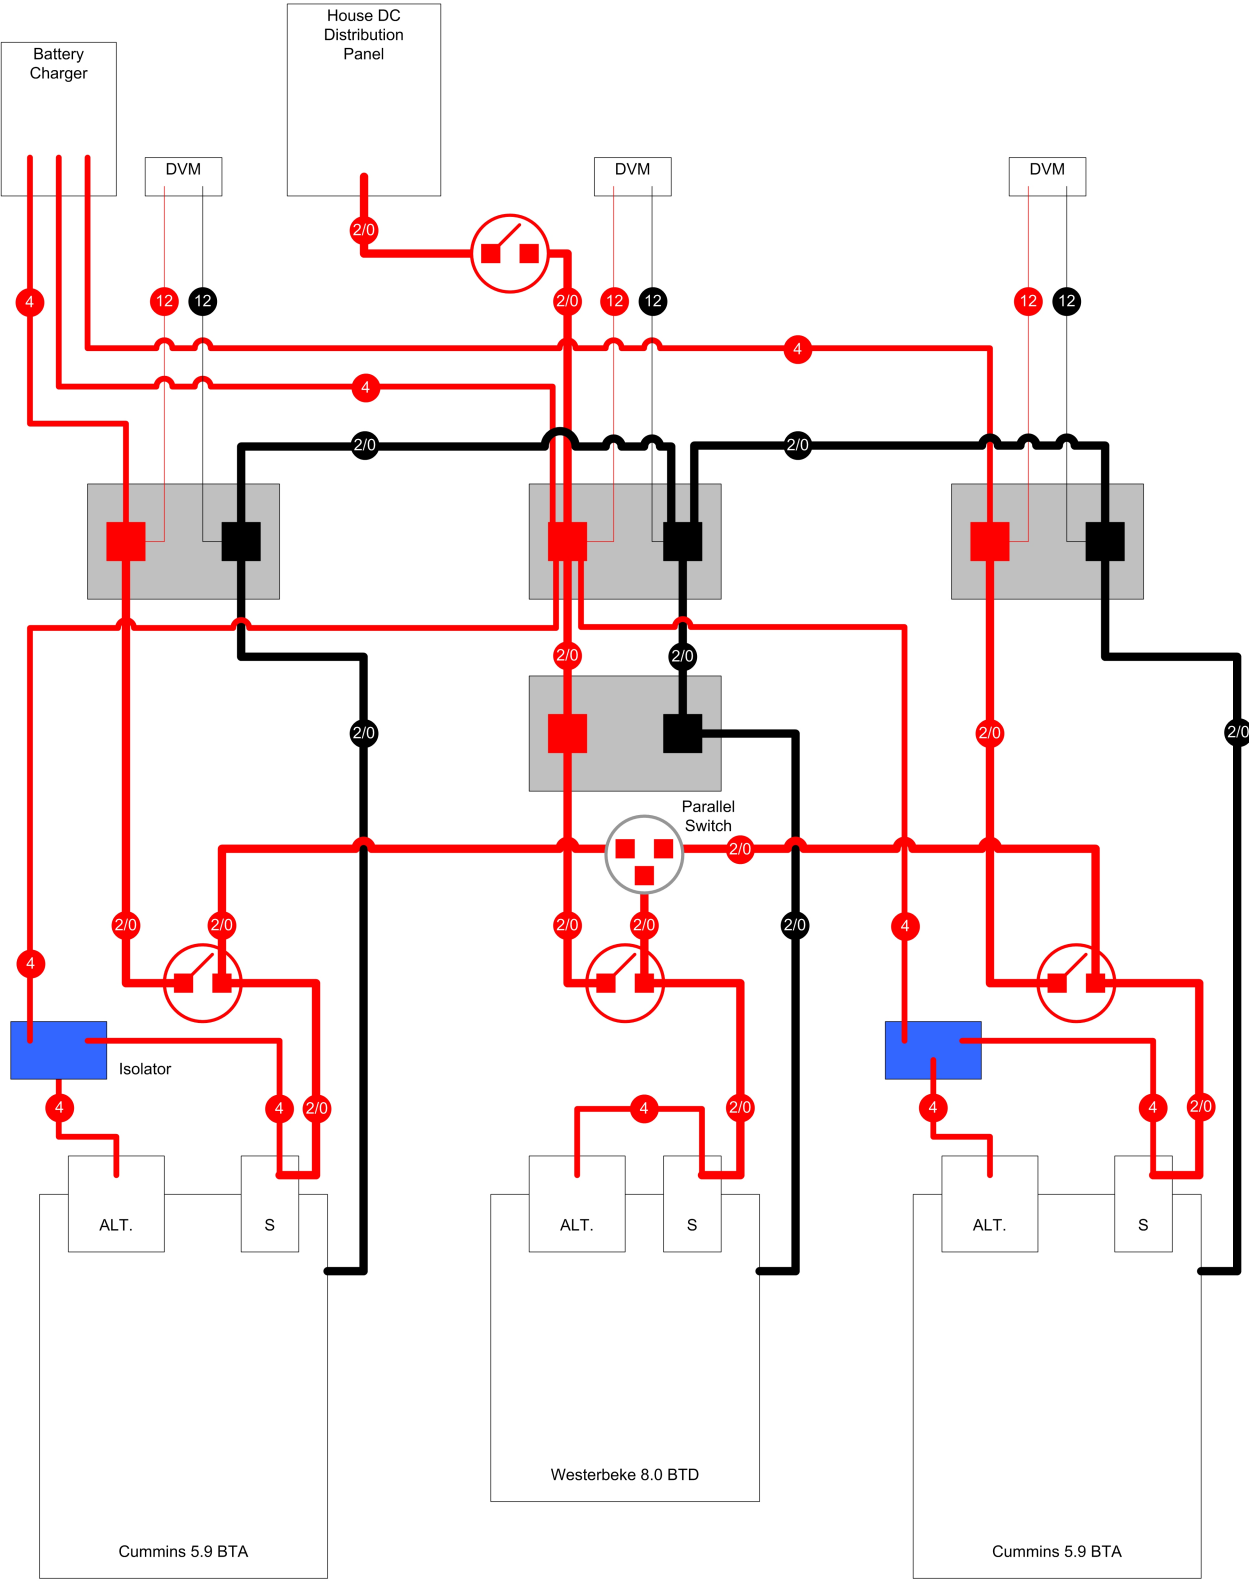 House DC
Distribution
Panel
Battery
Charger
DVM
DVM
DVM
2/0
4
12
12
2/0
12
12
12
12
4
4
2/0
2/0
2/0
2/0
2/0
2/0
2/0
Parallel
Switch
2/0
2/0
2/0
2/0
2/0
2/0
4
4
Isolator
4
4
2/0
4
2/0
4
4
2/0
ALT.
S
ALT.
S
ALT.
S
Westerbeke 8.0 BTD
Cummins 5.9 BTA
Cummins 5.9 BTA